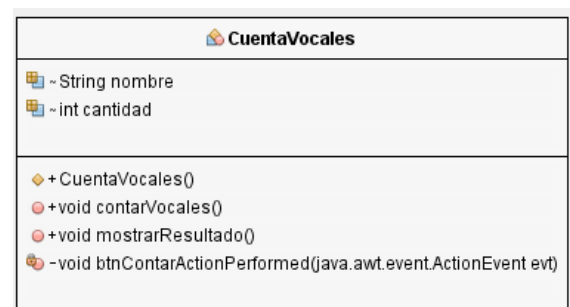 CuentaVocales
~String nombre
~int cantidad
+CuentaVocales()
+void contarVocales()
+void mostrarResultado()
-void btnContarActionPerformed(java.awt.event.ActionEvent evt)